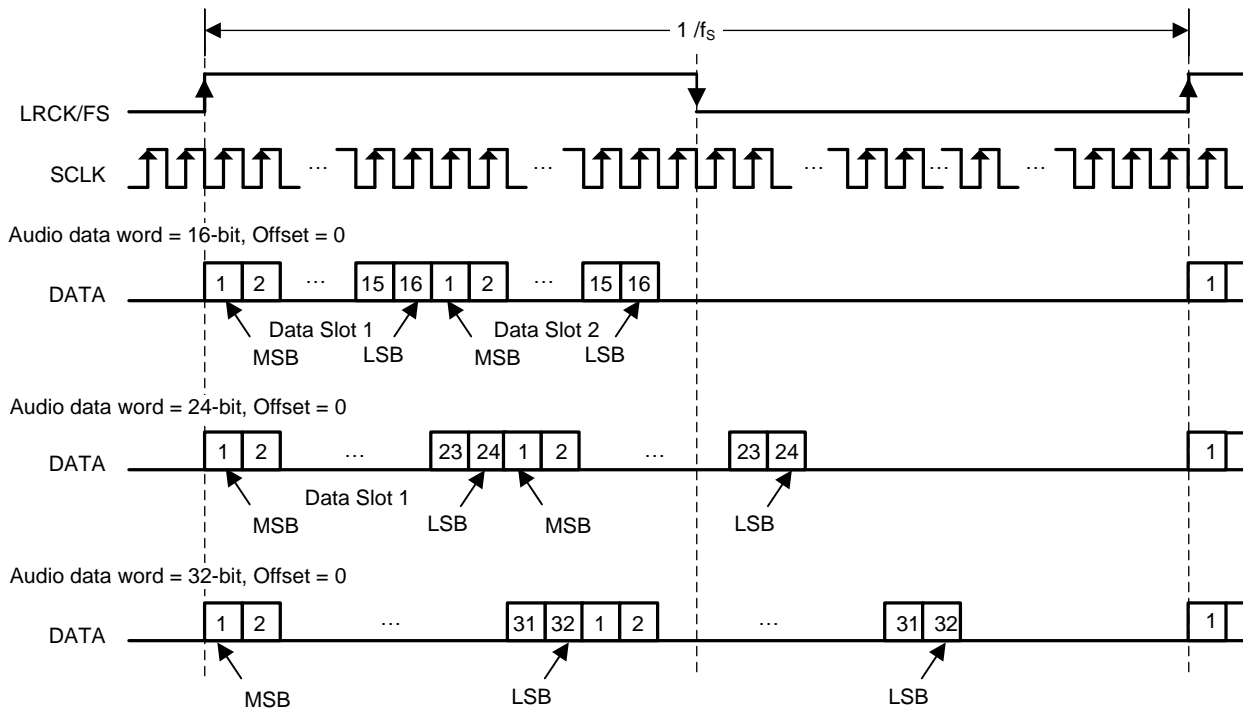 1 /fS
LRCK/FS
SCLK … … … … …
Audio data word = 16-bit, Offset = 0
DATA 1 2 … 15 16 1 2 … 15 16 1
Data Slot 1 Data Slot 2
MSB LSB MSB LSB
Audio data word = 24-bit, Offset = 0
DATA 1 2 … 23 24 1 2 … 23 24 1
Data Slot 1
MSB LSB MSB LSB
Audio data word = 32-bit, Offset = 0
DATA 1 2 … 31 32 1 2 … 31 32 1
MSB LSB LSB